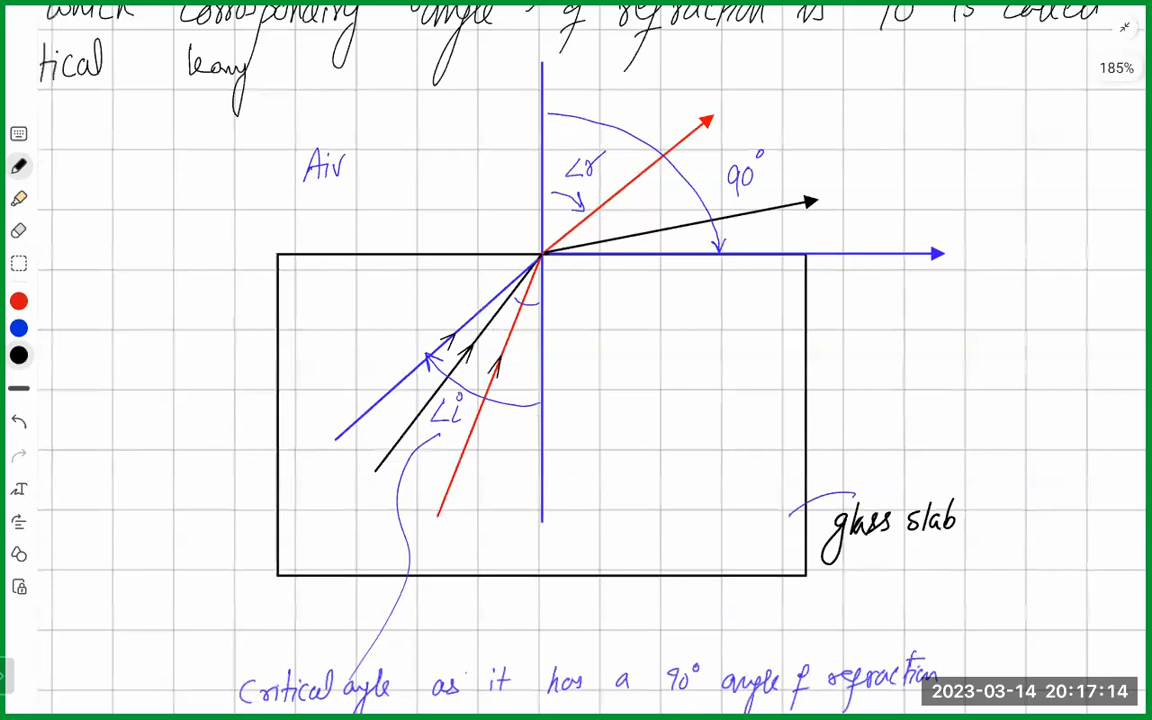 which corrosponding angle of refraction is 90 is called
tical
185%
Air
∠r
90°
∠i
glass slab
Critical angle as it has a 90° angle of refraction
2023-03-14 20:17:14